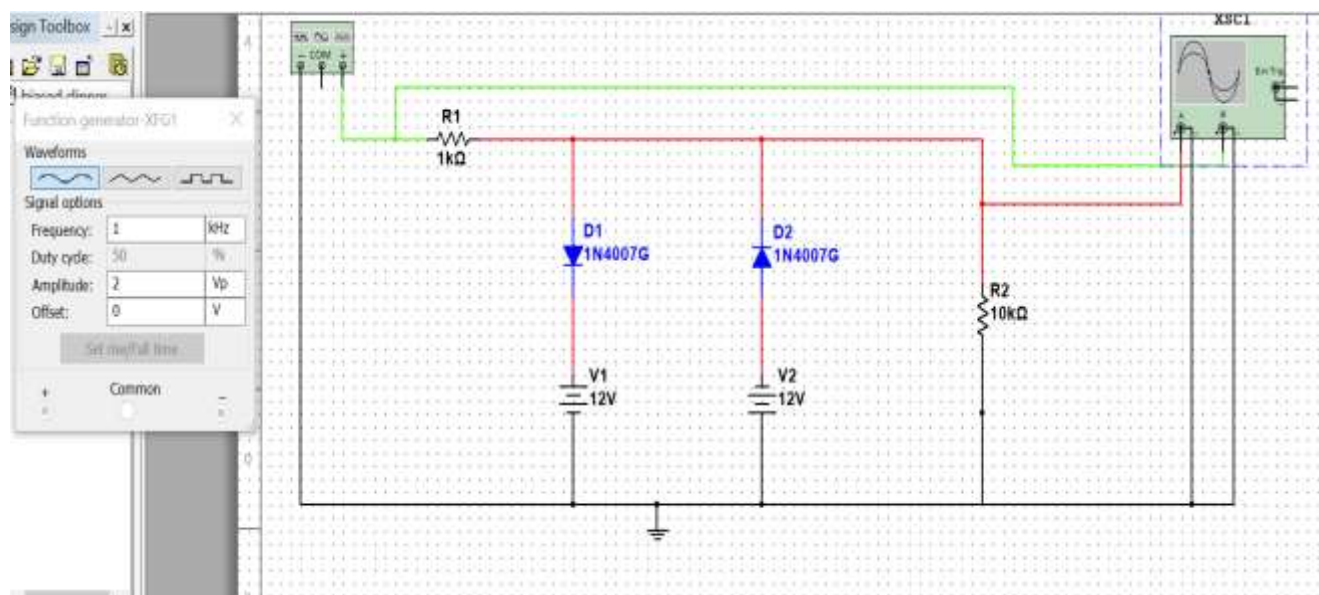 sign Toolbox
XSC1
- COM +
Ext Trig
A
B
Function generator-XFG1
Waveforms
Signal options
Frequency: 1 kHz
Duty cycle: 50 %
Amplitude: 2 Vp
Offset: 0 V
Set rise/Fall time
+ Common -
R1
1kΩ
D1
1N4007G
D2
1N4007G
R2
10kΩ
V1
12V
V2
12V